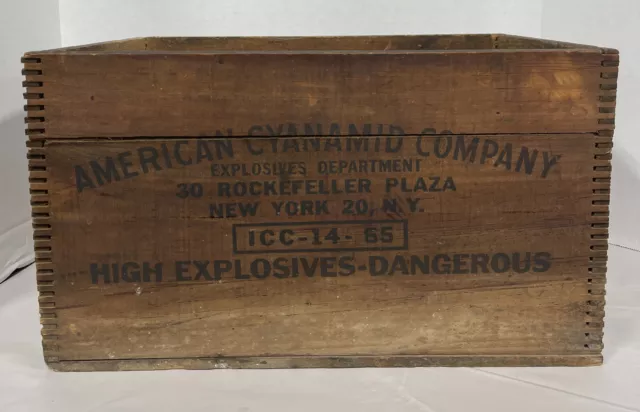 AMERICAN CYANAMID COMPANY
EXPLOSIVES DEPARTMENT
30 ROCKEFELLER PLAZA
NEW YORK 20, N.Y.
ICC-14-65
HIGH EXPLOSIVES-DANGEROUS